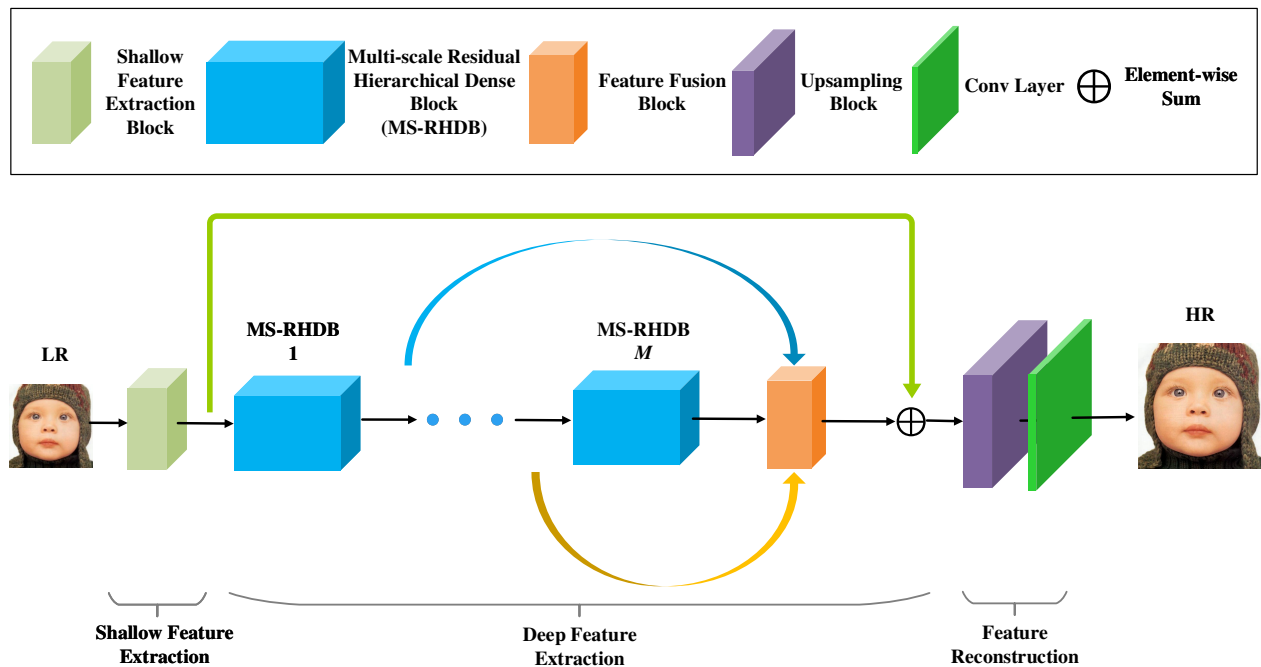 Shallow
Feature
Extraction
Block
Multi-scale Residual
Hierarchical Dense
Block
(MS-RHDB)
Feature Fusion
Block
Upsampling
Block
Conv Layer
Element-wise
Sum
LR
MS-RHDB
1
MS-RHDB
M
HR
Shallow Feature
Extraction
Deep Feature
Extraction
Feature
Reconstruction